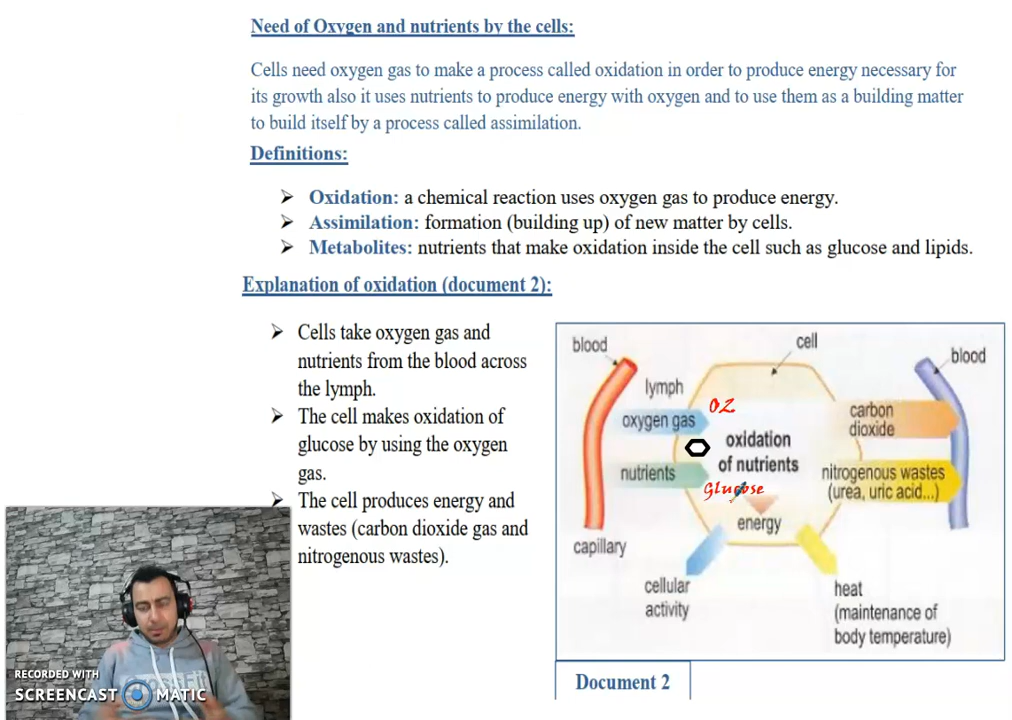 Need of Oxygen and nutrients by the cells:
Cells need oxygen gas to make a process called oxidation in order to produce energy necessary for
its growth also it uses nutrients to produce energy with oxygen and to use them as a building matter
to build itself by a process called assimilation.
Definitions:
➤ Oxidation: a chemical reaction uses oxygen gas to produce energy.
➤ Assimilation: formation (building up) of new matter by cells.
➤ Metabolites: nutrients that make oxidation inside the cell such as glucose and lipids.
Explanation of oxidation (document 2):
➤ Cells take oxygen gas and
nutrients from the blood across
the lymph.
➤ The cell makes oxidation of
glucose by using the oxygen
gas.
➤ The cell produces energy and
wastes (carbon dioxide gas and
nitrogenous wastes).
blood
cell
blood
lymph
oxygen gas
O2
carbon
dioxide
oxidation
of nutrients
nutrients
Glucose
nitrogenous wastes
(urea, uric acid...)
energy
capillary
cellular
activity
heat
(maintenance of
body temperature)
Document 2
RECORDED WITH
SCREENCAST MATIC